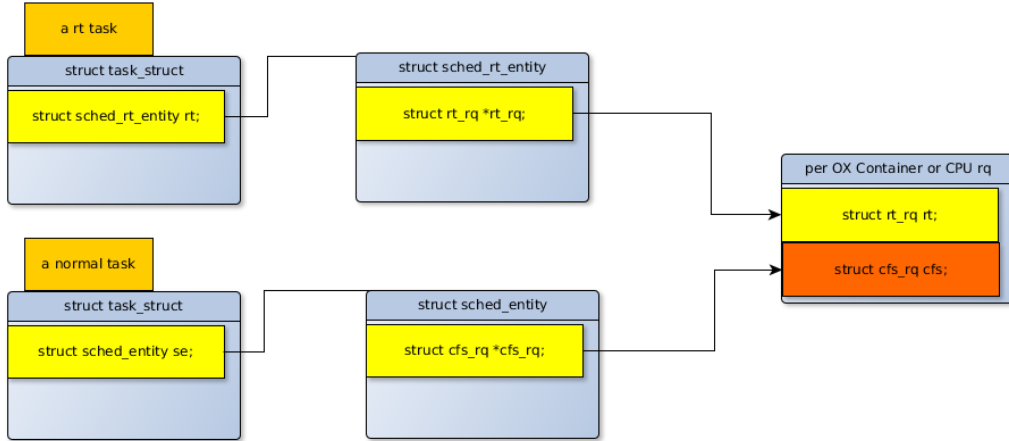 a rt task
struct task_struct
struct sched_rt_entity rt;
struct sched_rt_entity
struct rt_rq *rt_rq;
per OX Container or CPU rq
struct rt_rq rt;
struct cfs_rq cfs;
a normal task
struct task_struct
struct sched_entity se;
struct sched_entity
struct cfs_rq *cfs_rq;